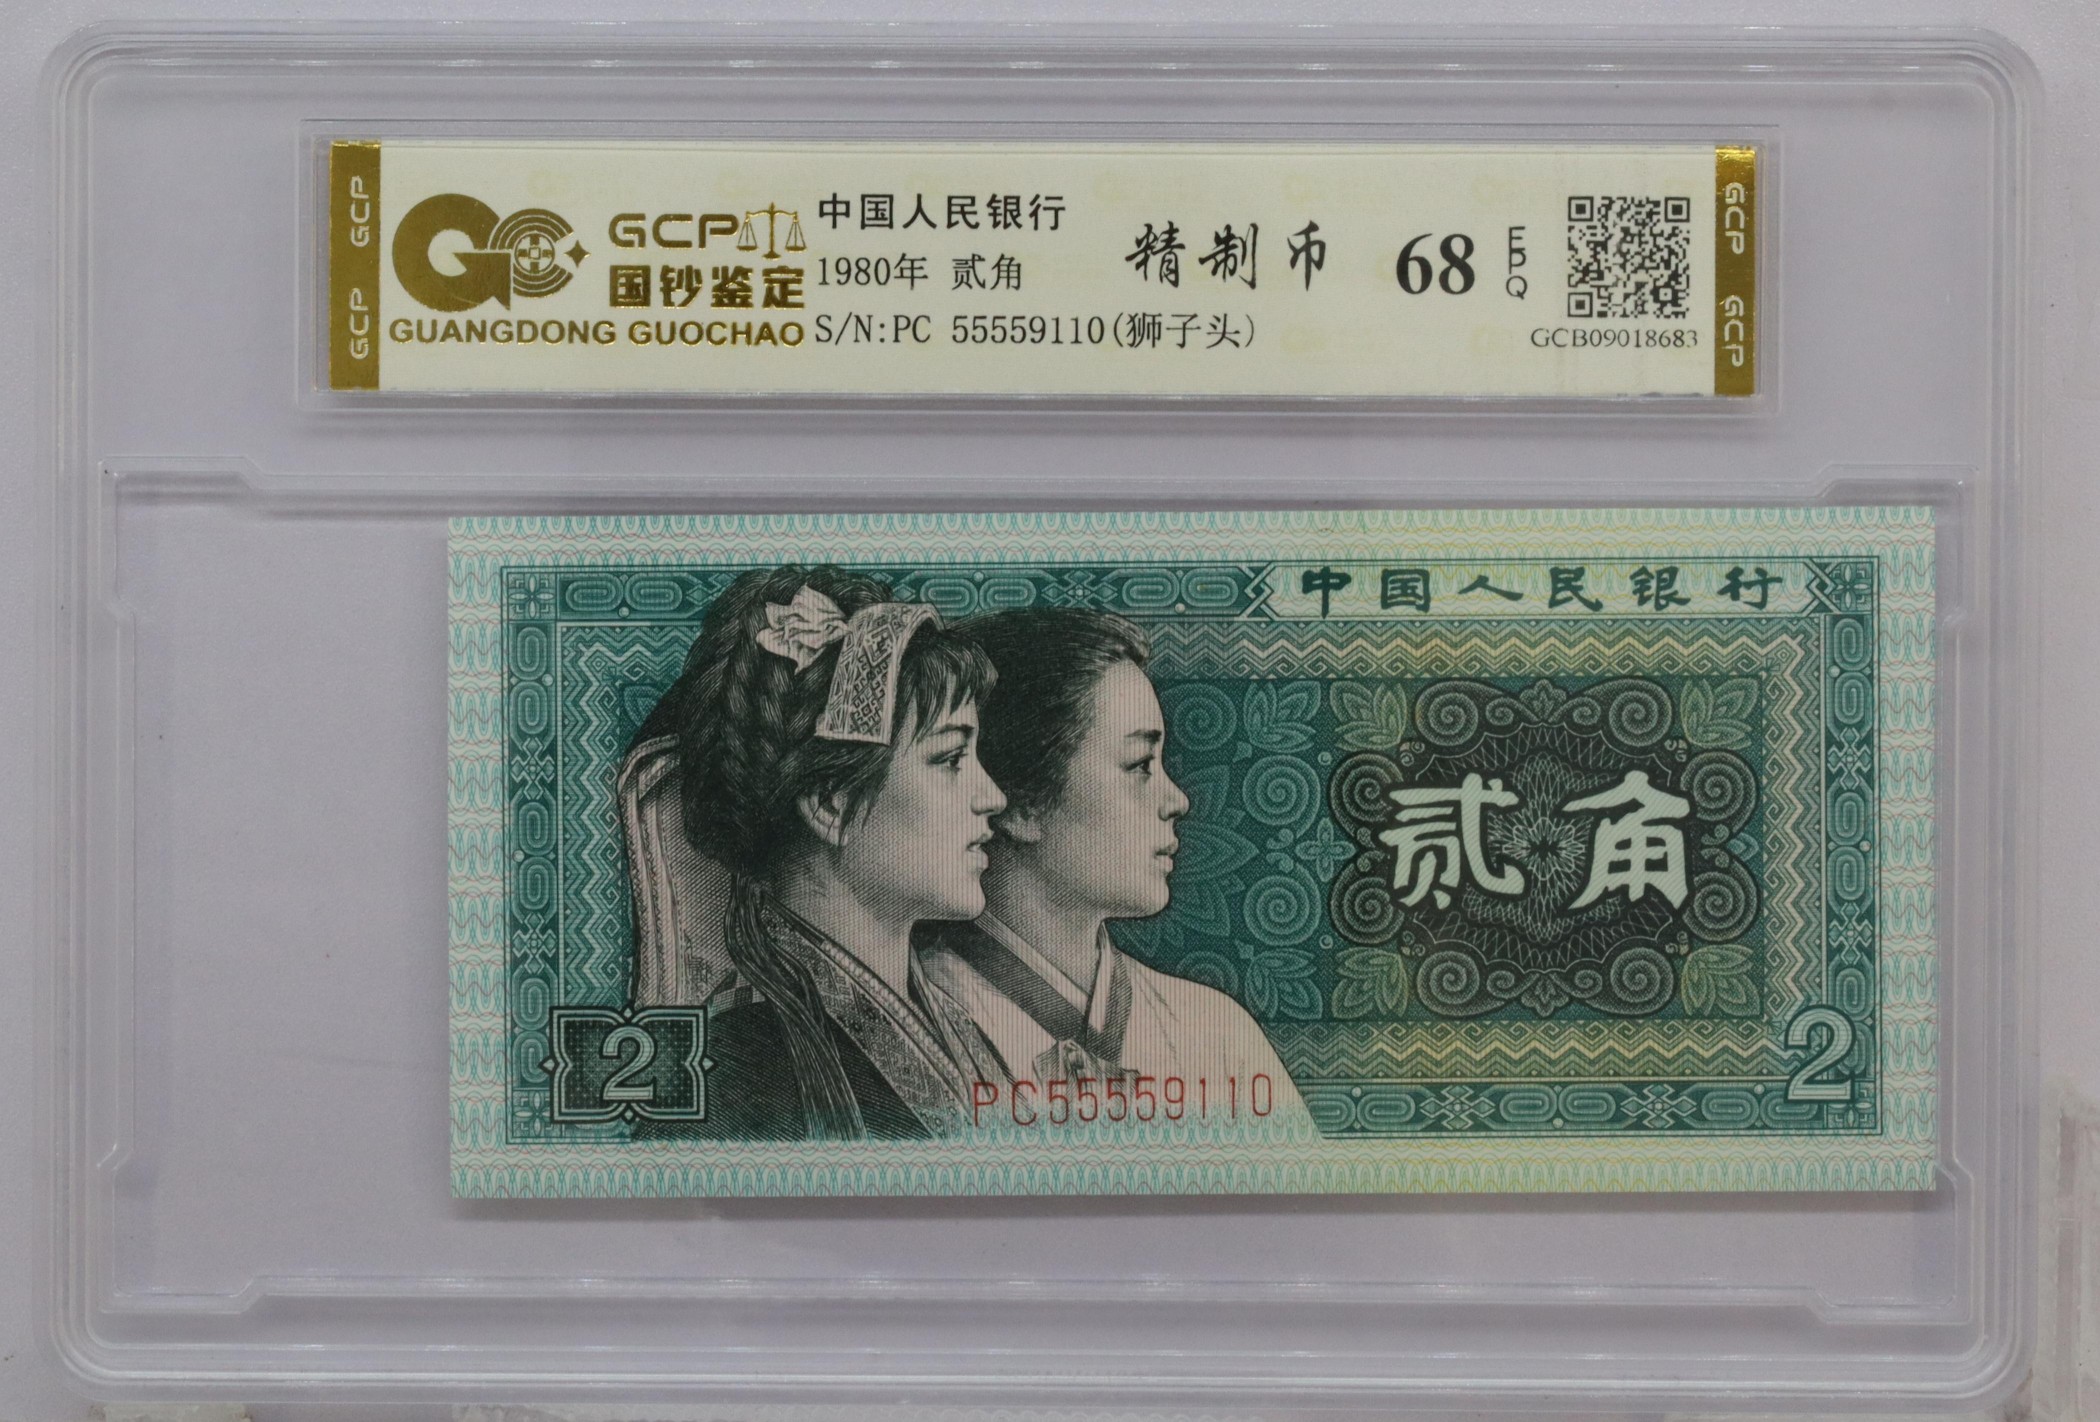 GCP GCP
GCP
国钞鉴定
GUANGDONG GUOCHAO
中国人民银行
1980年 贰角
S/N:PC 55559110(狮子头)
精制币
68
EPQ
GCB09018683
GCP GCP
中国人民银行
贰角
2
PC55559110
2